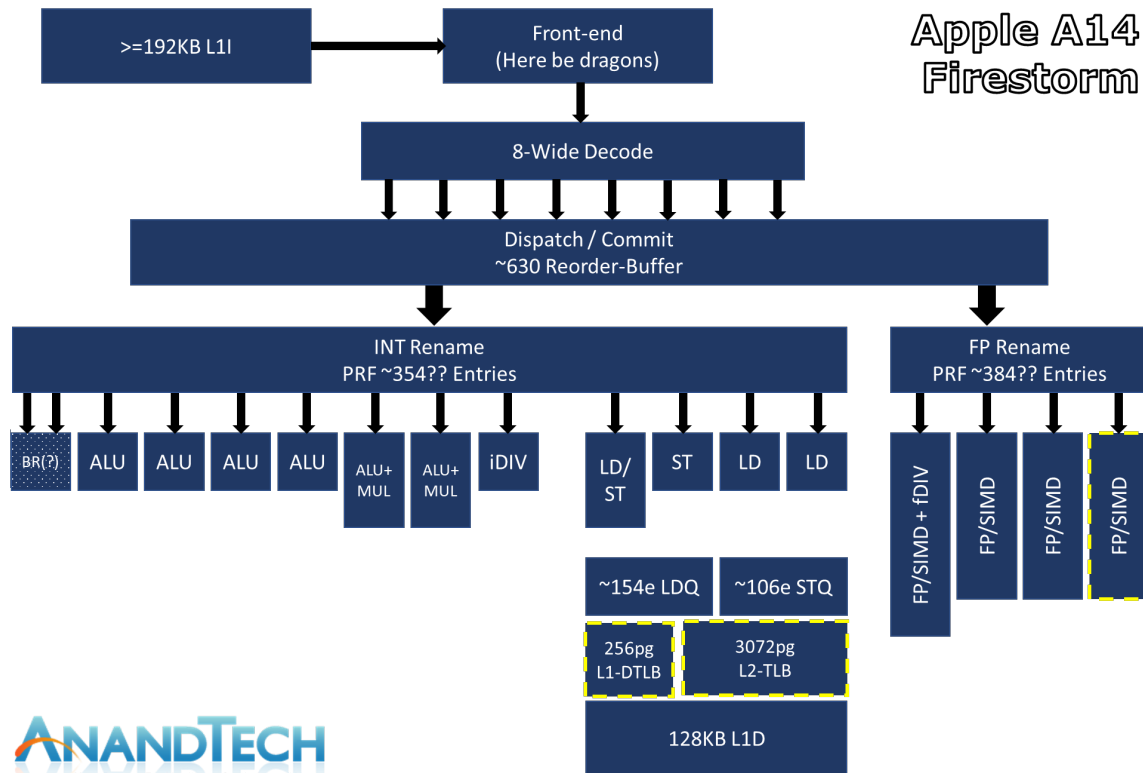 Apple A14
Firestorm
>=192KB L1I
Front-end
(Here be dragons)
8-Wide Decode
Dispatch / Commit
~630 Reorder-Buffer
INT Rename
PRF ~354?? Entries
FP Rename
PRF ~384?? Entries
BR(?)
ALU
ALU
ALU
ALU
ALU+
MUL
ALU+
MUL
iDIV
LD/
ST
ST
LD
LD
FP/SIMD + fDIV
FP/SIMD
FP/SIMD
FP/SIMD
~154e LDQ
~106e STQ
256pg
L1-DTLB
3072pg
L2-TLB
128KB L1D
ANANDTECH